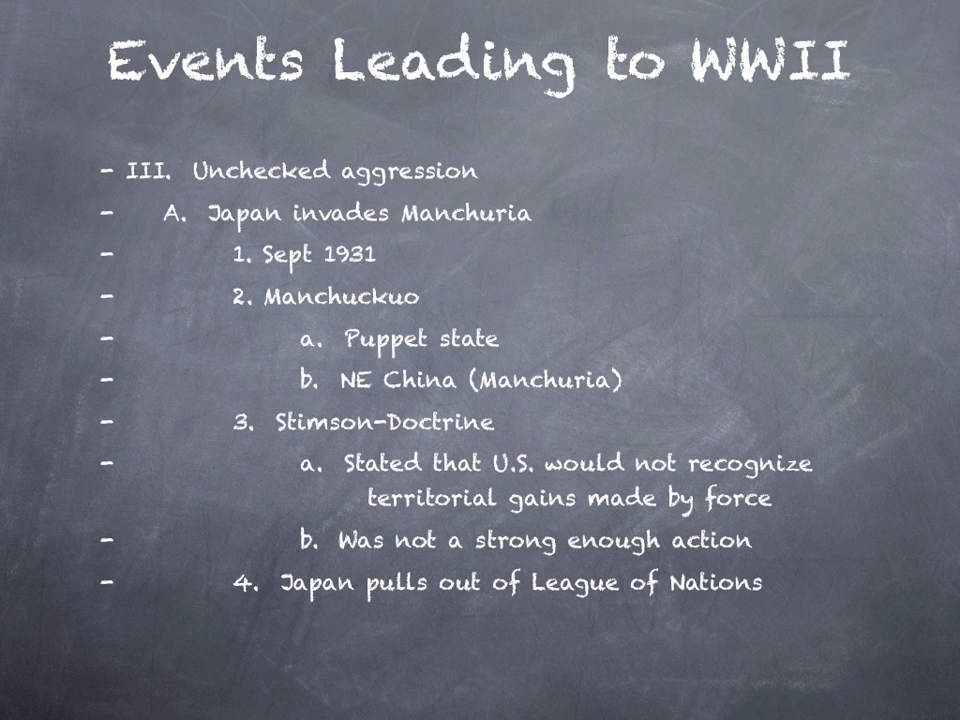 Events Leading to WWII
- III. Unchecked aggression
- A. Japan invades Manchuria
- 1. Sept 1931
- 2. Manchuckuo
- a. Puppet state
- b. NE China (Manchuria)
- 3. Stimson-Doctrine
- a. Stated that U.S. would not recognize
territorial gains made by force
- b. Was not a strong enough action
- 4. Japan pulls out of League of Nations